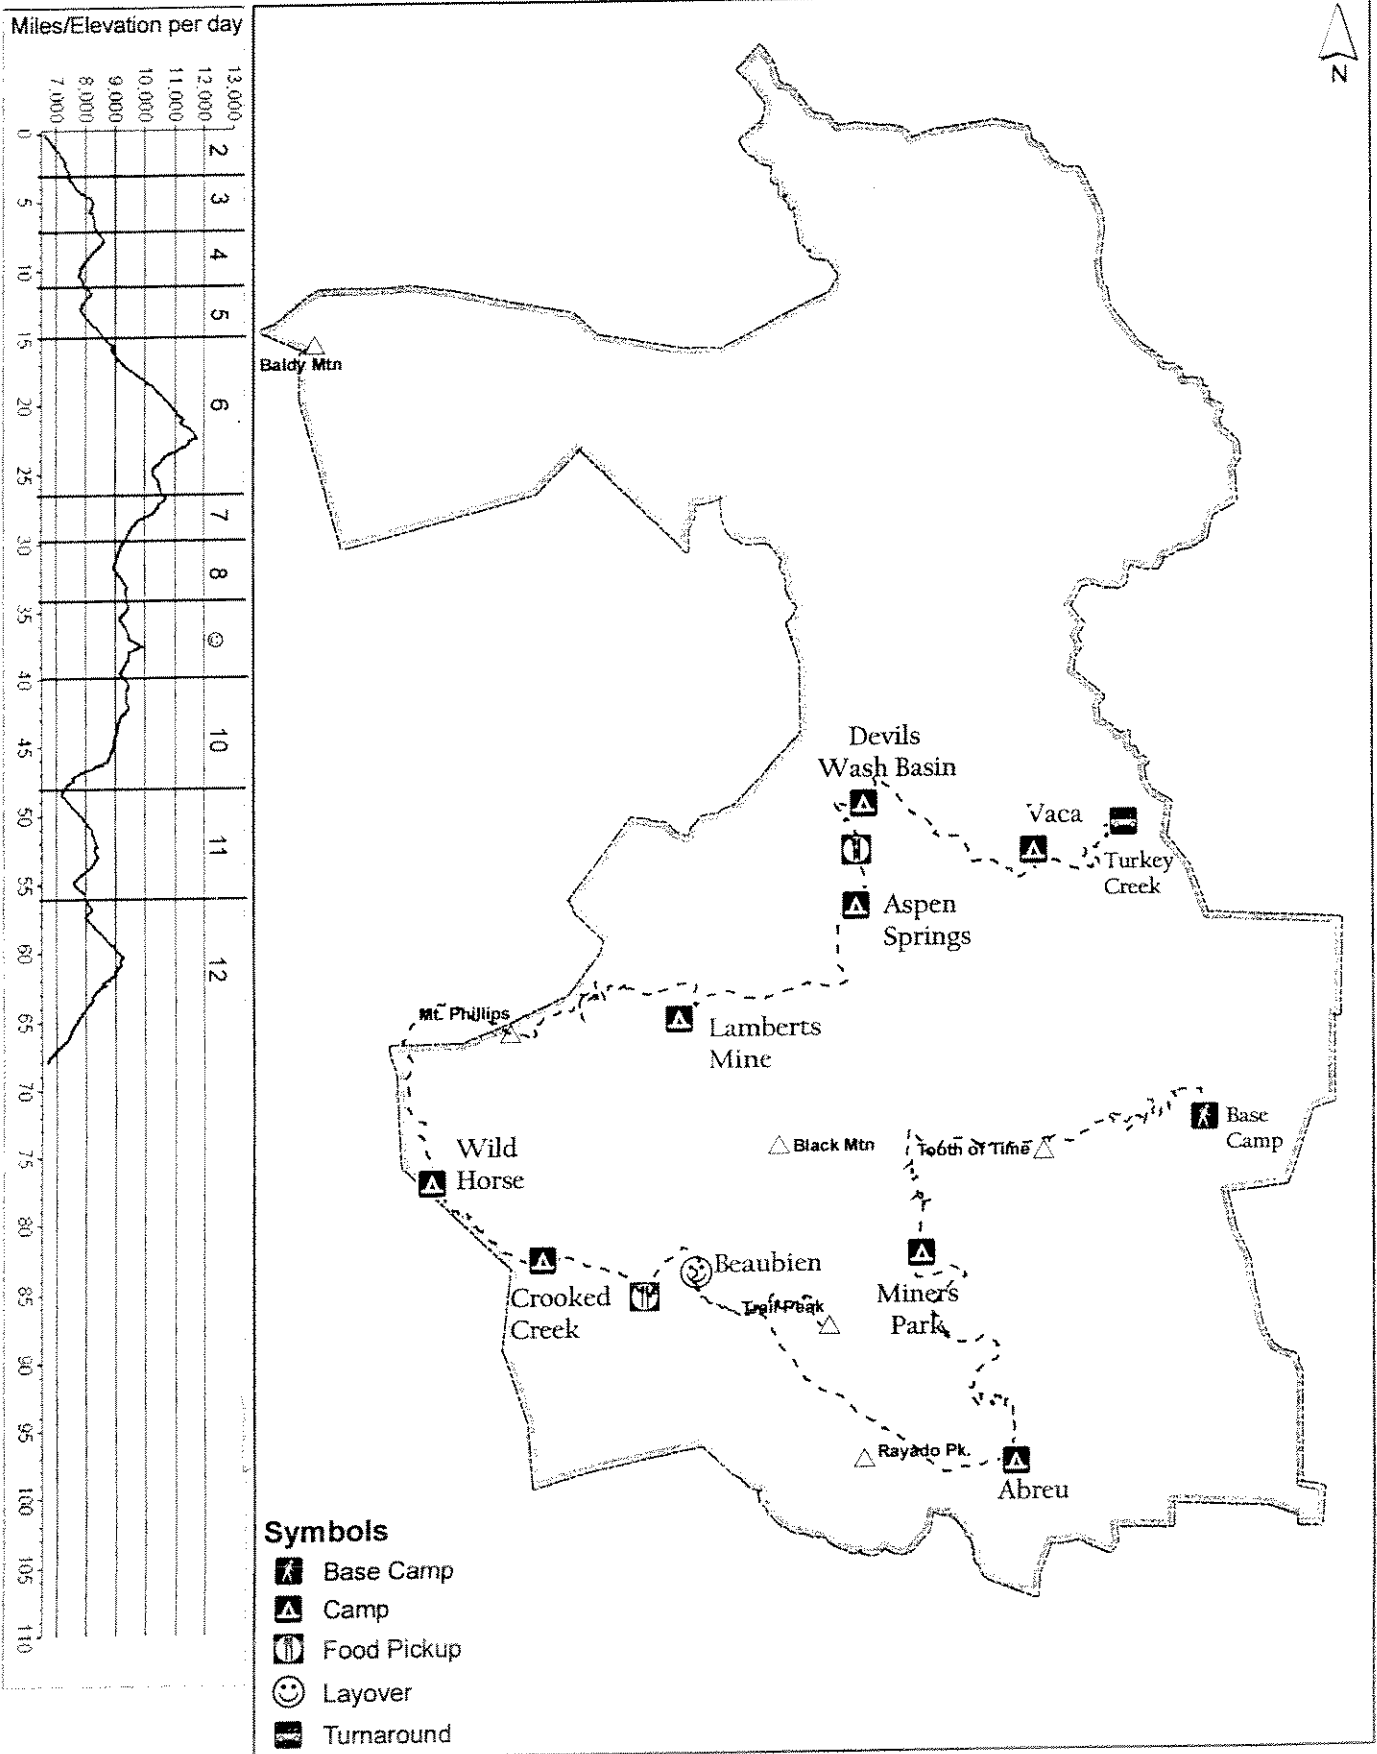 Miles/Elevation per day
13,000
12,000
11,000
10,000
9,000
8,000
7,000
0
5
10
15
20
25
30
35
40
45
50
55
60
65
70
75
80
85
90
95
100
105
110
2
3
4
5
6
7
8
10
11
12
N
Baldy Mtn
Devils
Wash Basin
Vaca
Turkey
Creek
Aspen
Springs
Mt. Phillips
Lamberts
Mine
Base
Camp
Black Mtn
Tooth of Time
Wild
Horse
Beaubien
Crooked
Creek
Trail Peak
Miners
Park
Rayado Pk.
Abreu
Symbols
Base Camp
Camp
Food Pickup
Layover
Turnaround